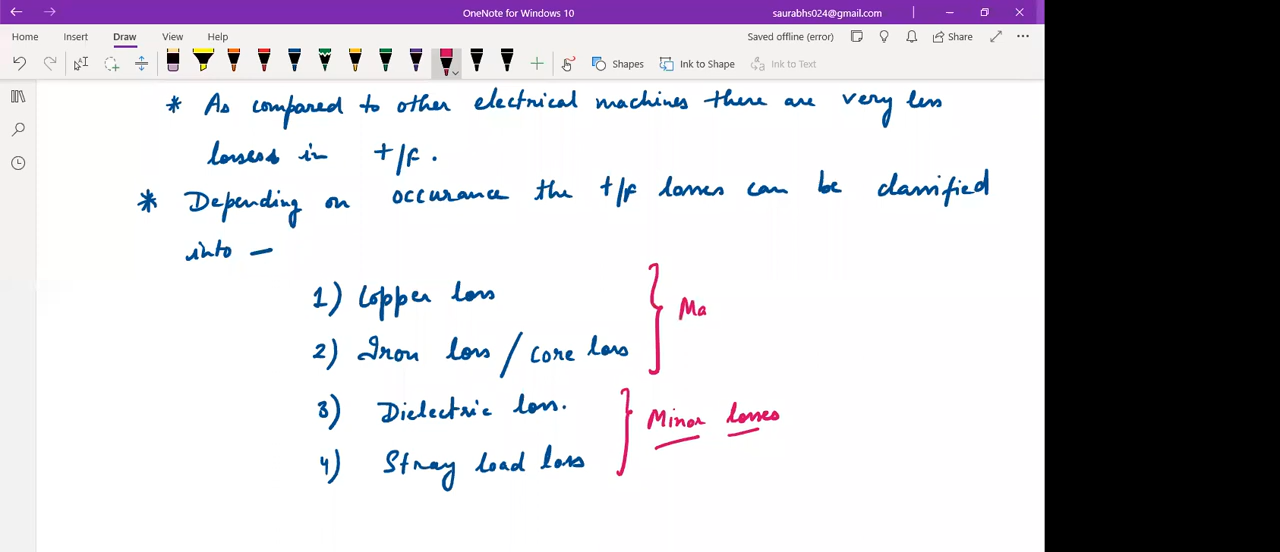 OneNote for Windows 10
saurabhs024@gmail.com
Home Insert Draw View Help
Saved offline (error)
Share
Shapes
Ink to Shape
Ink to Text
* As compared to other electrical machines there are very less
losses in t/f.
* Depending on occurance the t/f losses can be classified
into —
1) Copper loss
2) Iron loss / core loss
Ma
3) Dielectric loss.
4) Stray load loss
Minor losses